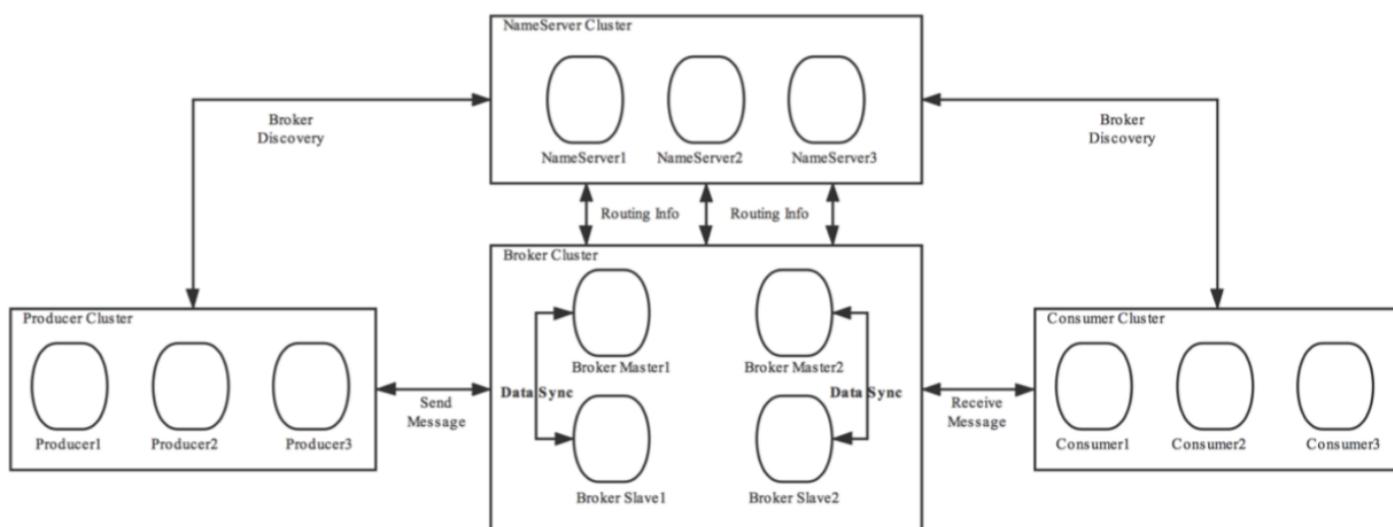 NameServer Cluster
NameServer1
NameServer2
NameServer3
Broker
Discovery
Broker
Discovery
Routing Info
Routing Info
Broker Cluster
Broker Master1
Broker Master2
Data Sync
Data Sync
Broker Slave1
Broker Slave2
Producer Cluster
Producer1
Producer2
Producer3
Send
Message
Receive
Message
Consumer Cluster
Consumer1
Consumer2
Consumer3